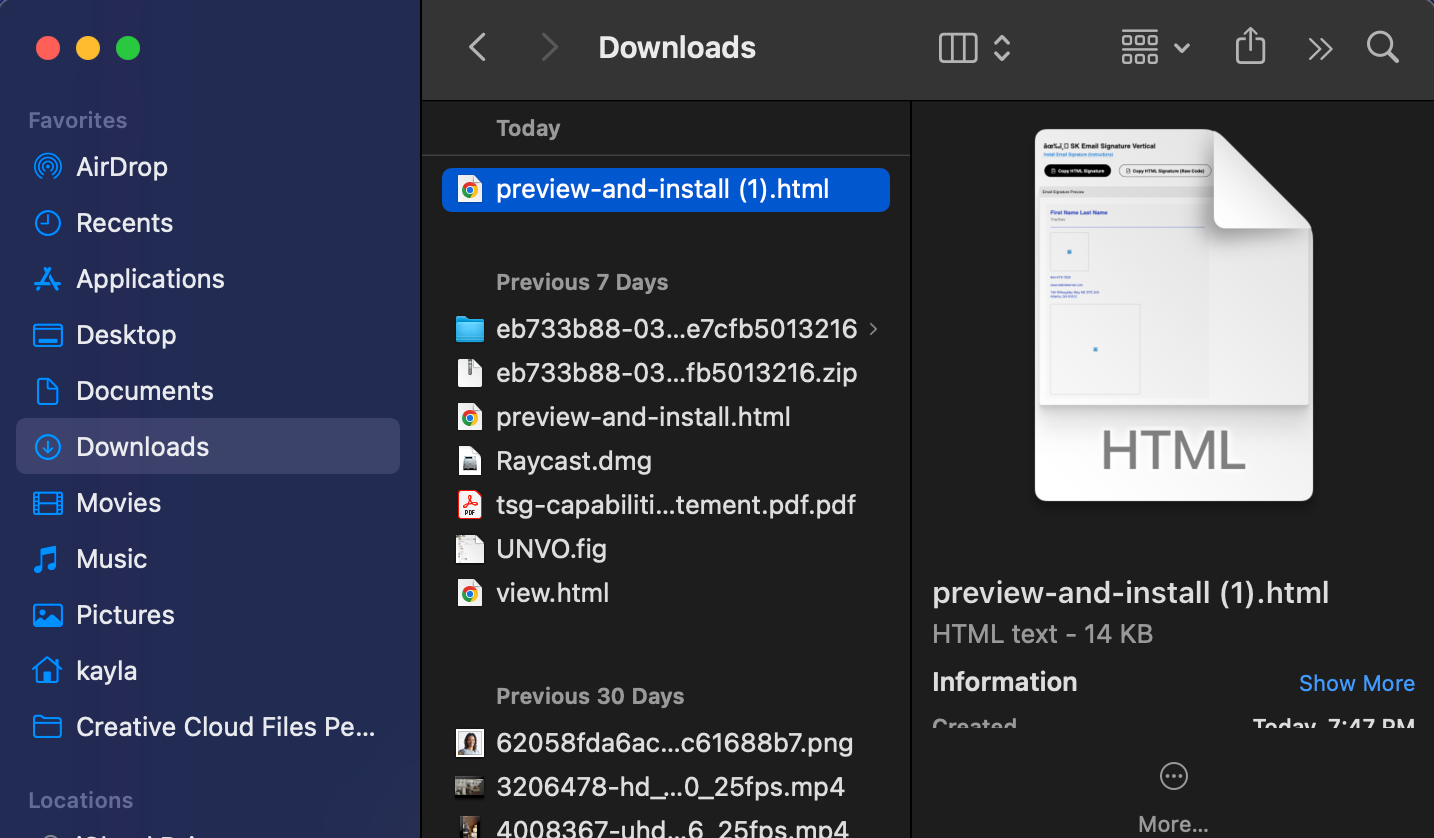 Downloads
Favorites
AirDrop
Recents
Applications
Desktop
Documents
Downloads
Movies
Music
Pictures
kayla
Creative Cloud Files Pe...
Locations
Today
preview-and-install (1).html
Previous 7 Days
eb733b88-03...e7cfb5013216
eb733b88-03...fb5013216.zip
preview-and-install.html
Raycast.dmg
tsg-capabiliti...tement.pdf.pdf
UNVO.fig
view.html
Previous 30 Days
62058fda6ac...c61688b7.png
3206478-hd_...0_25fps.mp4
4008367-uhd...6_25fps.mp4
SK Email Signature Vertical
Install Email Signature (Instructions)
Copy HTML Signature
Copy HTML Signature (Raw Code)
Email Signature Preview
First Name Last Name
HTML
PDF
preview-and-install (1).html
HTML text - 14 KB
Information
Show More
Created
Today, 7:47 PM
More...